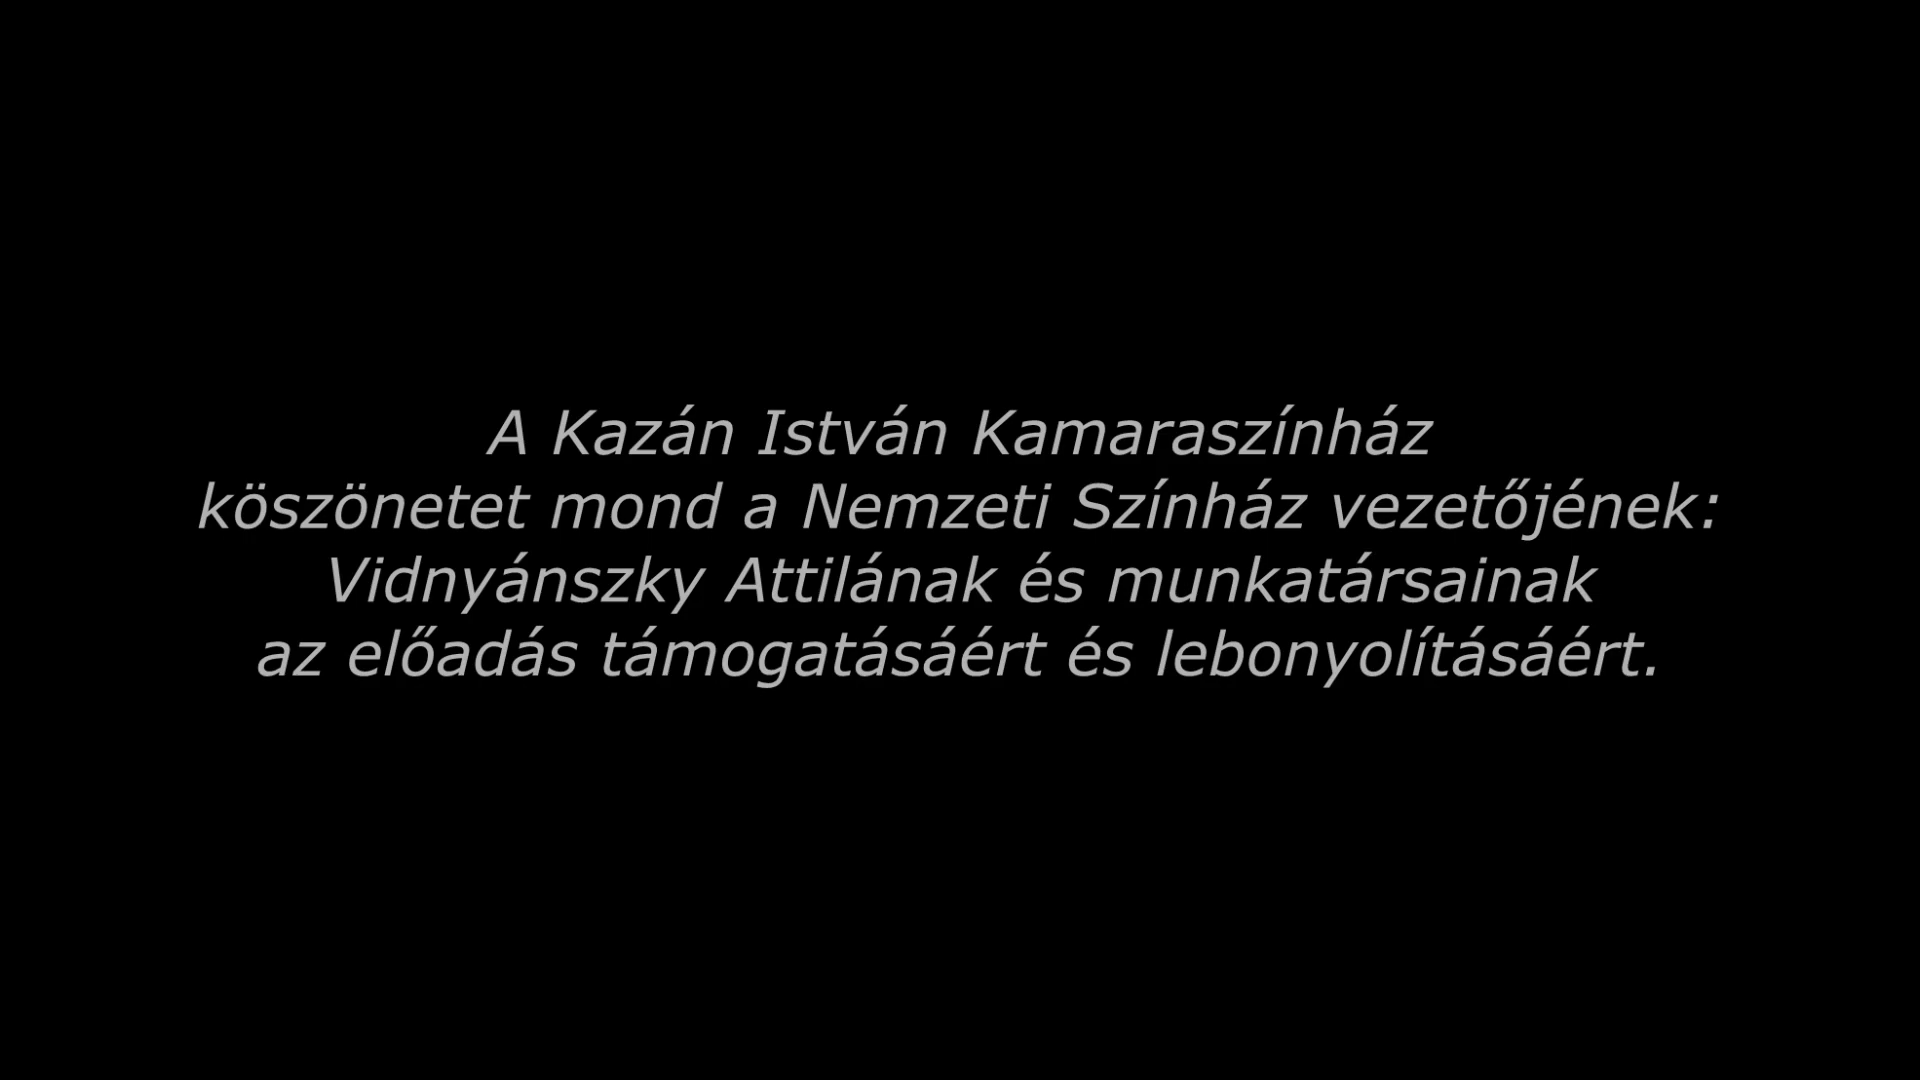 A Kazán István Kamaraszínház
köszönetet mond a Nemzeti Színház vezetőjének:
Vidnyánszky Attilának és munkatársainak
az előadás támogatásáért és lebonyolításáért.